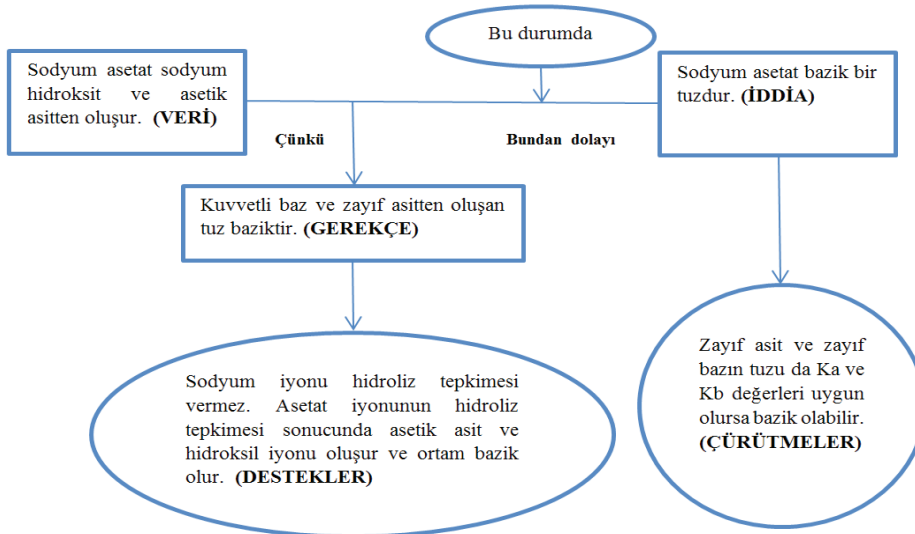 Bu durumda
Sodyum asetat sodyum
hidroksit ve asetik
asitten oluşur. (VERİ)
Sodyum asetat bazik bir
tuzdur. (İDDİA)
Çünkü
Bundan dolayı
Kuvvetli baz ve zayıf asitten oluşan
tuz baziktir. (GEREKÇE)
Sodyum iyonu hidroliz tepkimesi
vermez. Asetat iyonunun hidroliz
tepkimesi sonucunda asetik asit ve
hidroksil iyonu oluşur ve ortam bazik
olur. (DESTEKLER)
Zayıf asit ve zayıf
bazın tuzu da Ka ve
Kb değerleri uygun
olursa bazik olabilir.
(ÇÜRÜTMELER)